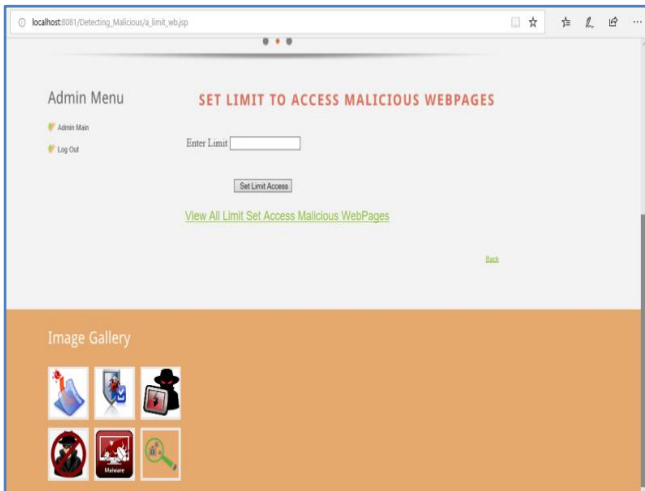 localhost:8081/Detecting_Malicious/a_limit_wb.jsp
Admin Menu
SET LIMIT TO ACCESS MALICIOUS WEBPAGES
Admin Main
Log Out
Enter Limit
Set Limit Access
View All Limit Set Access Malicious WebPages
Back
Image Gallery
Malware